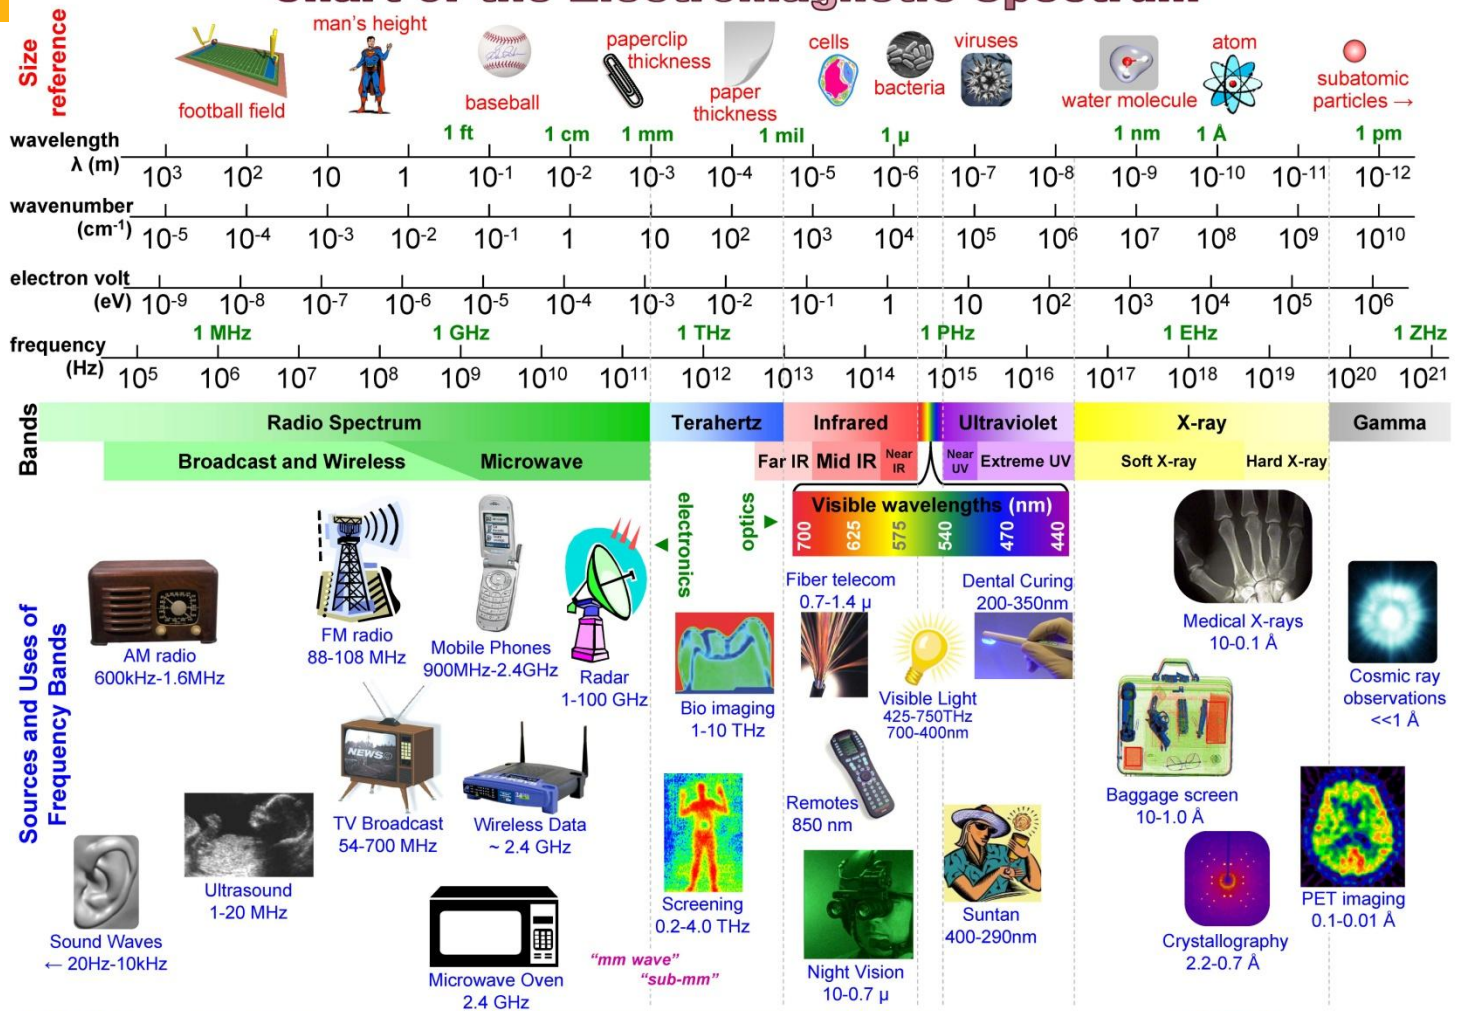 Chart of the Electromagnetic Spectrum
Size reference
football field
man's height
baseball
paperclip
thickness
paper
thickness
cells
bacteria
viruses
water molecule
atom
subatomic
particles →
wavelength
λ (m)
1 ft 1 cm 1 mm 1 mil 1 µ 1 nm 1 Å 1 pm
10³ 10² 10 1 10⁻¹ 10⁻² 10⁻³ 10⁻⁴ 10⁻⁵ 10⁻⁶ 10⁻⁷ 10⁻⁸ 10⁻⁹ 10⁻¹⁰ 10⁻¹¹ 10⁻¹²
wavenumber
(cm⁻¹)
10⁻⁵ 10⁻⁴ 10⁻³ 10⁻² 10⁻¹ 1 10 10² 10³ 10⁴ 10⁵ 10⁶ 10⁷ 10⁸ 10⁹ 10¹⁰
electron volt
(eV)
10⁻⁹ 10⁻⁸ 10⁻⁷ 10⁻⁶ 10⁻⁵ 10⁻⁴ 10⁻³ 10⁻² 10⁻¹ 1 10 10² 10³ 10⁴ 10⁵ 10⁶
1 MHz 1 GHz 1 THz 1 PHz 1 EHz 1 ZHz
frequency
(Hz)
10⁵ 10⁶ 10⁷ 10⁸ 10⁹ 10¹⁰ 10¹¹ 10¹² 10¹³ 10¹⁴ 10¹⁵ 10¹⁶ 10¹⁷ 10¹⁸ 10¹⁹ 10²⁰ 10²¹
Bands
Radio Spectrum Terahertz Infrared Ultraviolet X-ray Gamma
Broadcast and Wireless Microwave Far IR Mid IR Near IR Near UV Extreme UV Soft X-ray Hard X-ray
electronics
optics
Visible wavelengths (nm)
700 625 575 540 470 440
Sources and Uses of
Frequency Bands
AM radio
600kHz-1.6MHz
FM radio
88-108 MHz
Mobile Phones
900MHz-2.4GHz
Radar
1-100 GHz
Bio imaging
1-10 THz
Fiber telecom
0.7-1.4 µ
Visible Light
425-750THz
700-400nm
Dental Curing
200-350nm
Medical X-rays
10-0.1 Å
Cosmic ray
observations
<<1 Å
Sound Waves
← 20Hz-10kHz
Ultrasound
1-20 MHz
NEWS
TV Broadcast
54-700 MHz
Wireless Data
~ 2.4 GHz
Microwave Oven
2.4 GHz
Screening
0.2-4.0 THz
"mm wave"
"sub-mm"
Remotes
850 nm
Night Vision
10-0.7 µ
Suntan
400-290nm
Baggage screen
10-1.0 Å
Crystallography
2.2-0.7 Å
PET imaging
0.1-0.01 Å